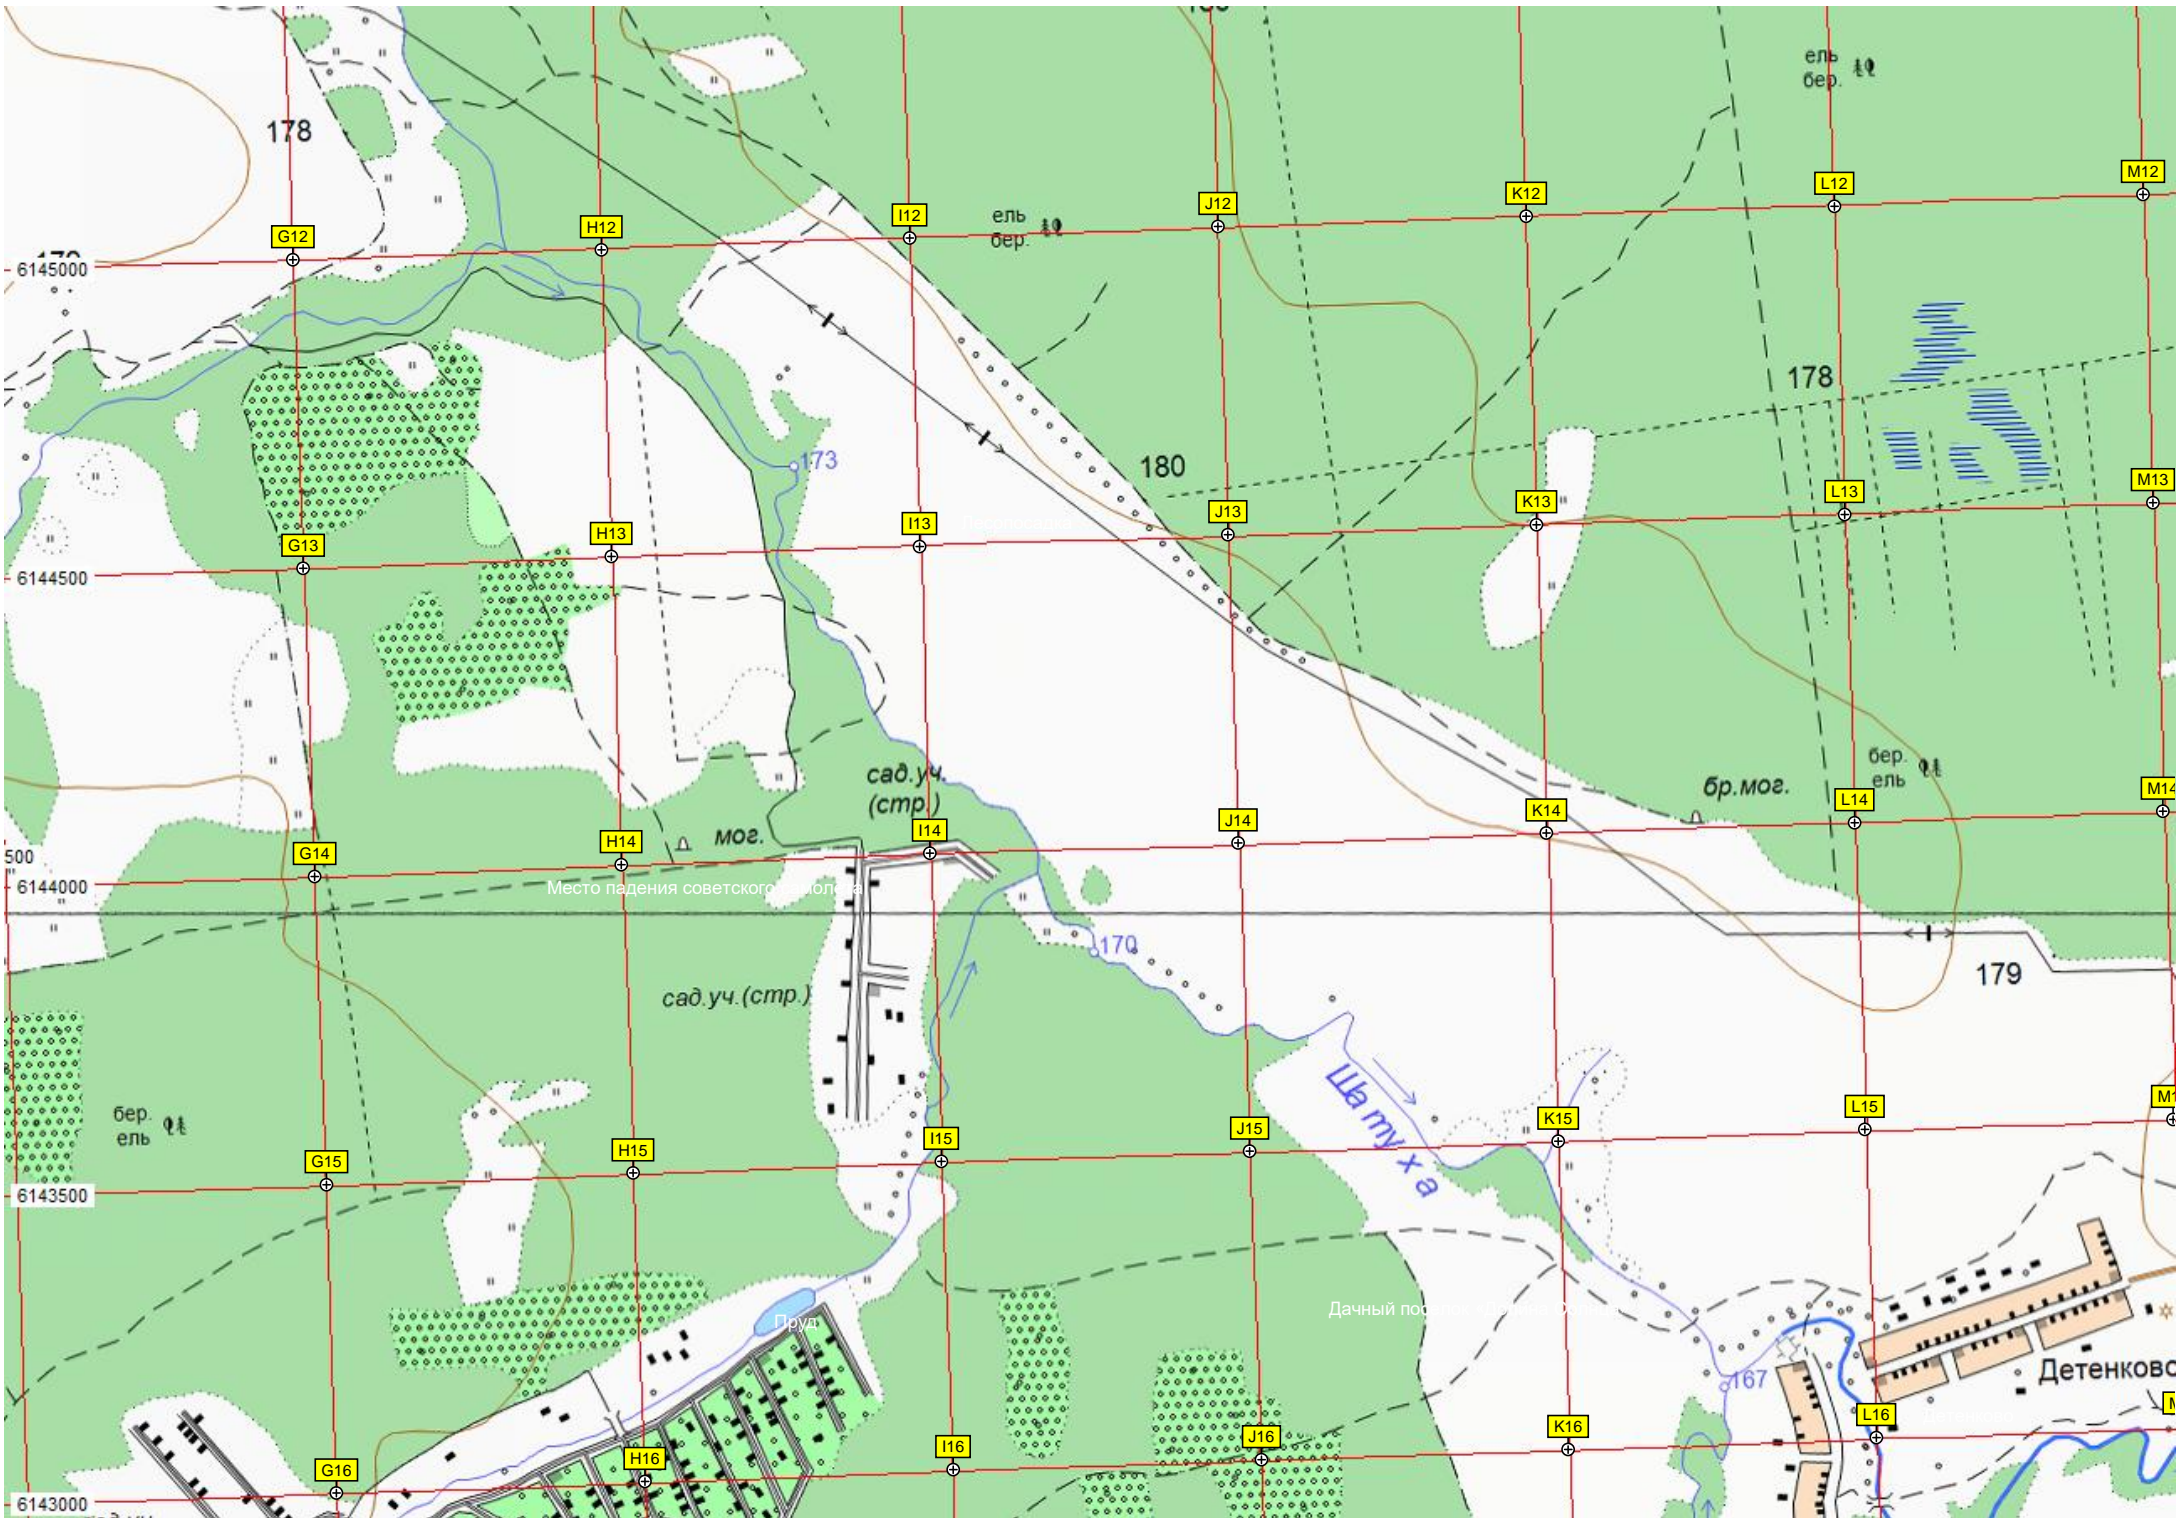 ель
бер.
178
M12
L12
K12
J12
I12
ель
бер.
H12
G12
6145000
178
180
173
M13
L13
K13
J13
I13
H13
G13
6144500
бер.
ель
бр.мог.
сад.уч.
(стр.)
M14
L14
K14
J14
I14
мог.
H14
G14
500
6144000
Место падения советского самолета
170
179
сад.уч.(стр.)
Шатуха
бер.
ель
L15
K15
J15
I15
H15
G15
6143500
Дачный
Пруд
Детенково
167
L16
K16
J16
I16
H16
G16
6143000